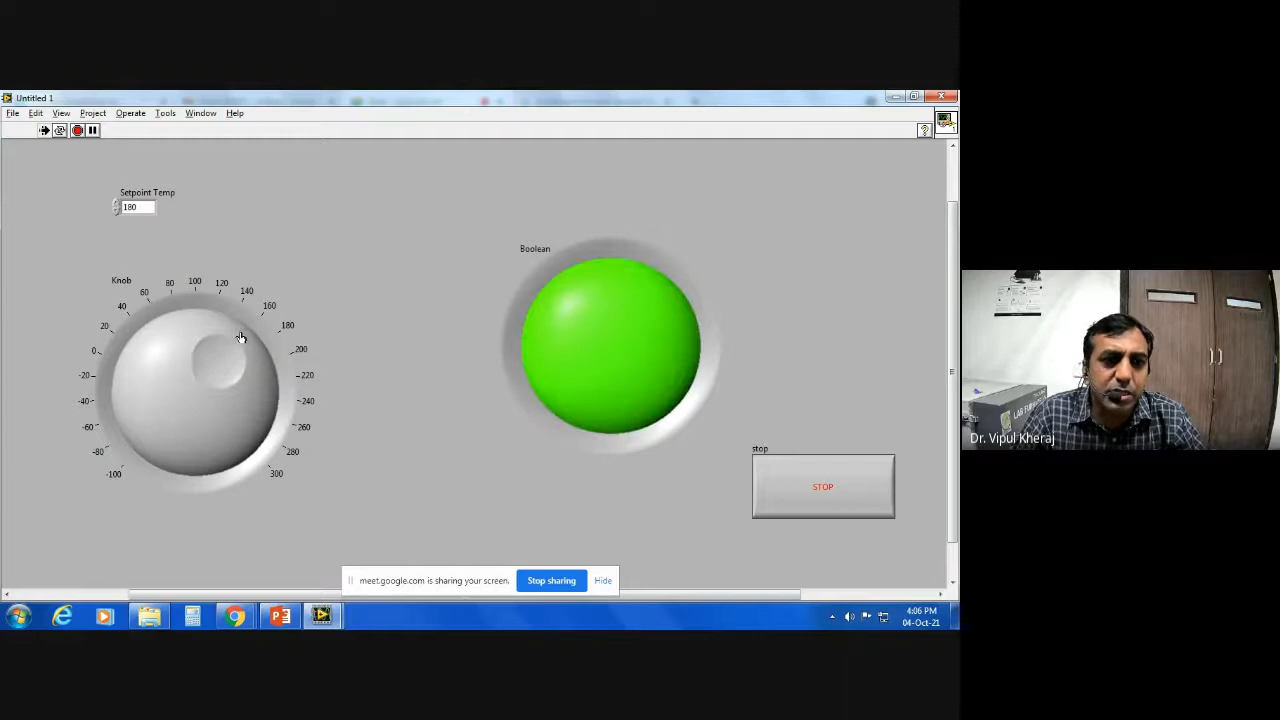 Untitled 1
File Edit View Project Operate Tools Window Help
Setpoint Temp
180
Knob
-100 -80 -60 -40 -20 0 20 40 60 80 100 120 140 160 180 200 220 240 260 280 300
Boolean
stop
STOP
meet.google.com is sharing your screen. Stop sharing Hide
4:06 PM
04-Oct-21
LAB FURNA
Dr. Vipul Kheraj